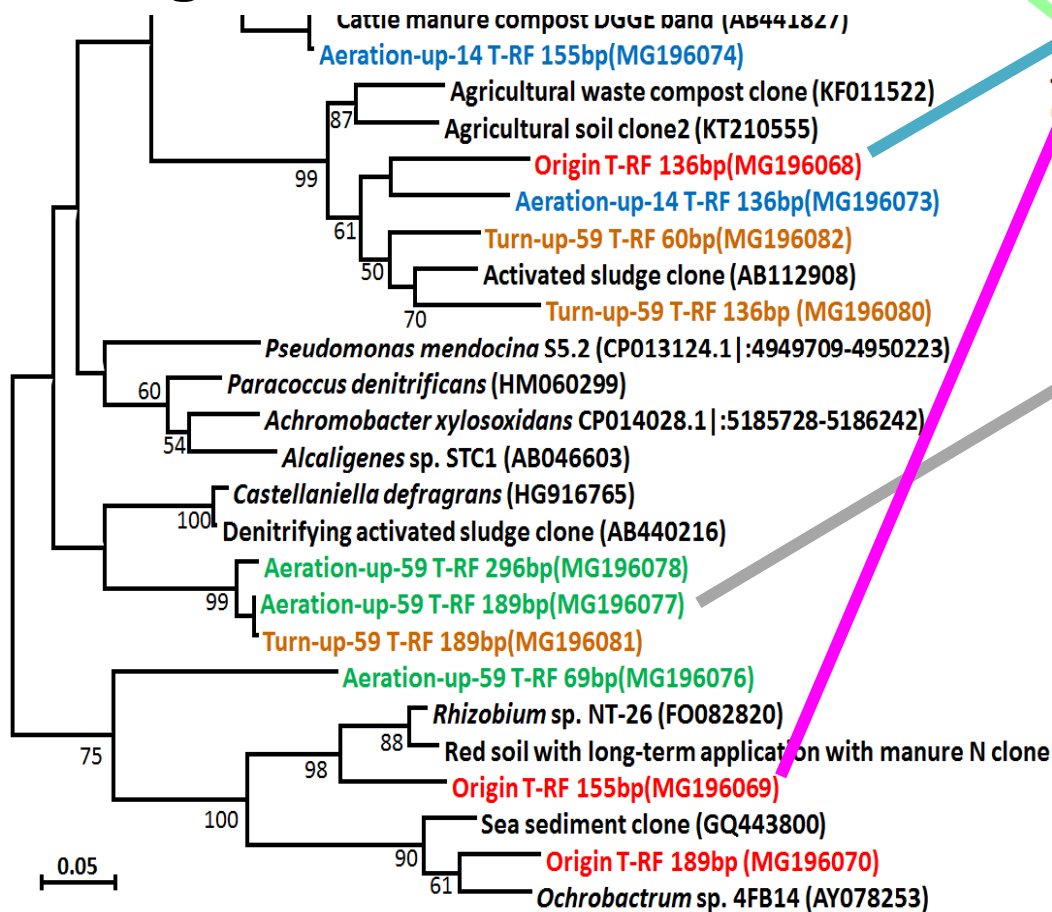 Cattle manure compost DGGE band (AB441827)
Aeration-up-14 T-RF 155bp(MG196074)
Agricultural waste compost clone (KF011522)
87
Agricultural soil clone2 (KT210555)
Origin T-RF 136bp(MG196068)
99
Aeration-up-14 T-RF 136bp(MG196073)
61
Turn-up-59 T-RF 60bp(MG196082)
50
Activated sludge clone (AB112908)
Turn-up-59 T-RF 136bp (MG196080)
70
Pseudomonas mendocina S5.2 (CP013124.1|:4949709-4950223)
60
Paracoccus denitrificans (HM060299)
Achromobacter xylosoxidans CP014028.1|:5185728-5186242)
54
Alcaligenes sp. STC1 (AB046603)
Castellaniella defragrans (HG916765)
100
Denitrifying activated sludge clone (AB440216)
Aeration-up-59 T-RF 296bp(MG196078)
99
Aeration-up-59 T-RF 189bp(MG196077)
Turn-up-59 T-RF 189bp(MG196081)
Aeration-up-59 T-RF 69bp(MG196076)
Rhizobium sp. NT-26 (FO082820)
88
75
Red soil with long-term application with manure N clone
98
Origin T-RF 155bp(MG196069)
100
Sea sediment clone (GQ443800)
90
Origin T-RF 189bp (MG196070)
0.05
61
Ochrobactrum sp. 4FB14 (AY078253)